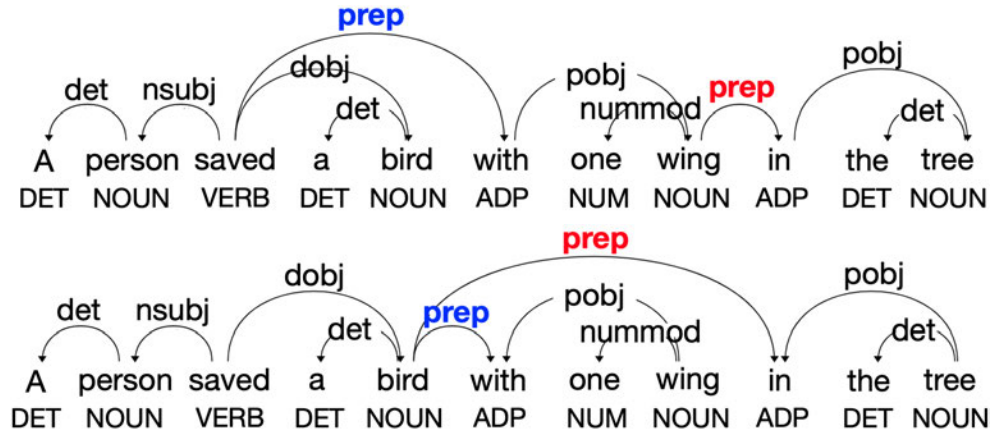 prep
dobj pobj
det nsubj pobj prep
det nummod det
A person saved a bird with one wing in the tree
DET NOUN VERB DET NOUN ADP NUM NOUN ADP DET NOUN
prep
dobj pobj
det nsubj pobj
det prep nummod det
A person saved a bird with one wing in the tree
DET NOUN VERB DET NOUN ADP NUM NOUN ADP DET NOUN